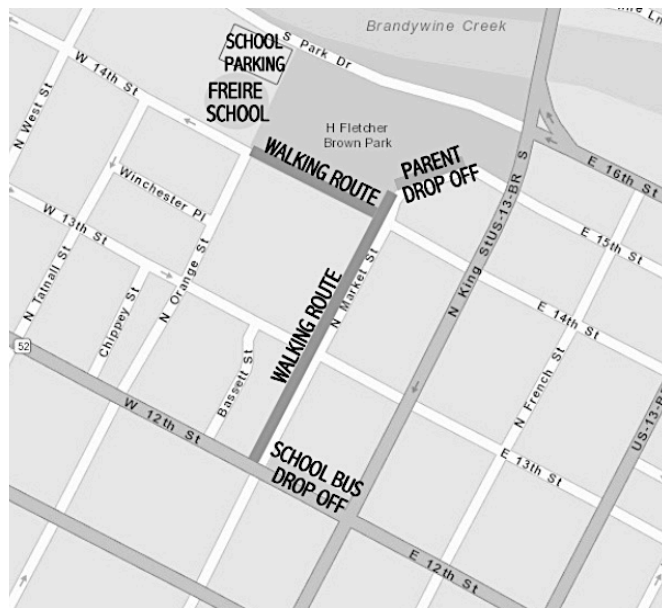 Brandywine Creek
SCHOOL
PARKING
S Park Dr
W 14th St
FREIRE
SCHOOL
N West St
H Fletcher
Brown Park
WALKING ROUTE
PARENT
DROP OFF
E 16th St
Winchester Pl
W 13th St
N King St
US-13-BR S
E 15th St
N Tatnall St
N Orange St
WALKING ROUTE
N Market St
E 14th St
Chippey St
52
Bassett St
N French St
US-13-B
W 12th St
SCHOOL BUS
DROP OFF
E 13th St
E 12th St